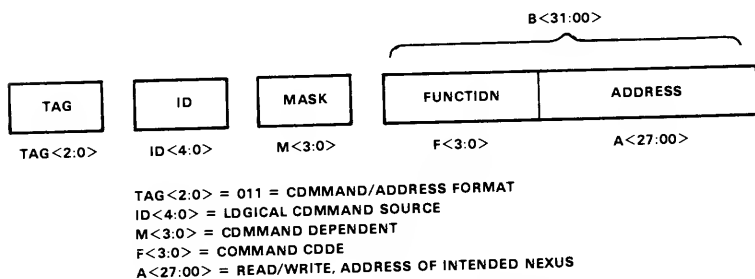 B<31:00>
TAG ID MASK FUNCTION ADDRESS
TAG<2:0> ID<4:0> M<3:0> F<3:0> A<27:00>
TAG<2:0> = 011 = CDMMAND/ADDRESS FORMAT
ID<4:0> = LDGICAL CDMMAND SOURCE
M<3:0> = CDMMAND DEPENDENT
F<3:0> = COMMAND CDDE
A<27:00> = READ/WRITE, ADDRESS OF INTENDED NEXUS